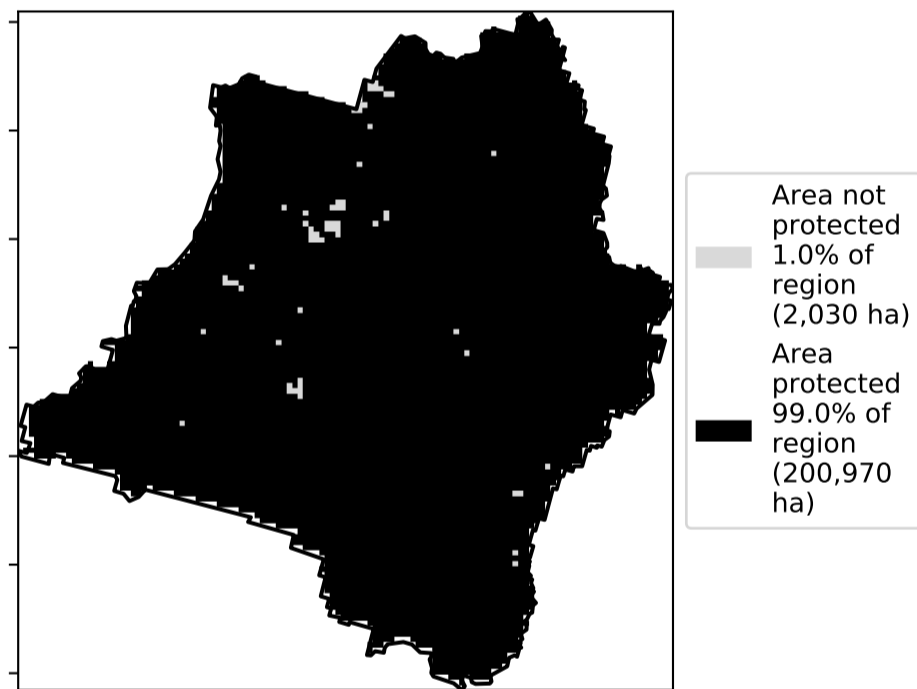 Area not
protected
1.0% of
region
(2,030 ha)
Area
protected
99.0% of
region
(200,970
ha)